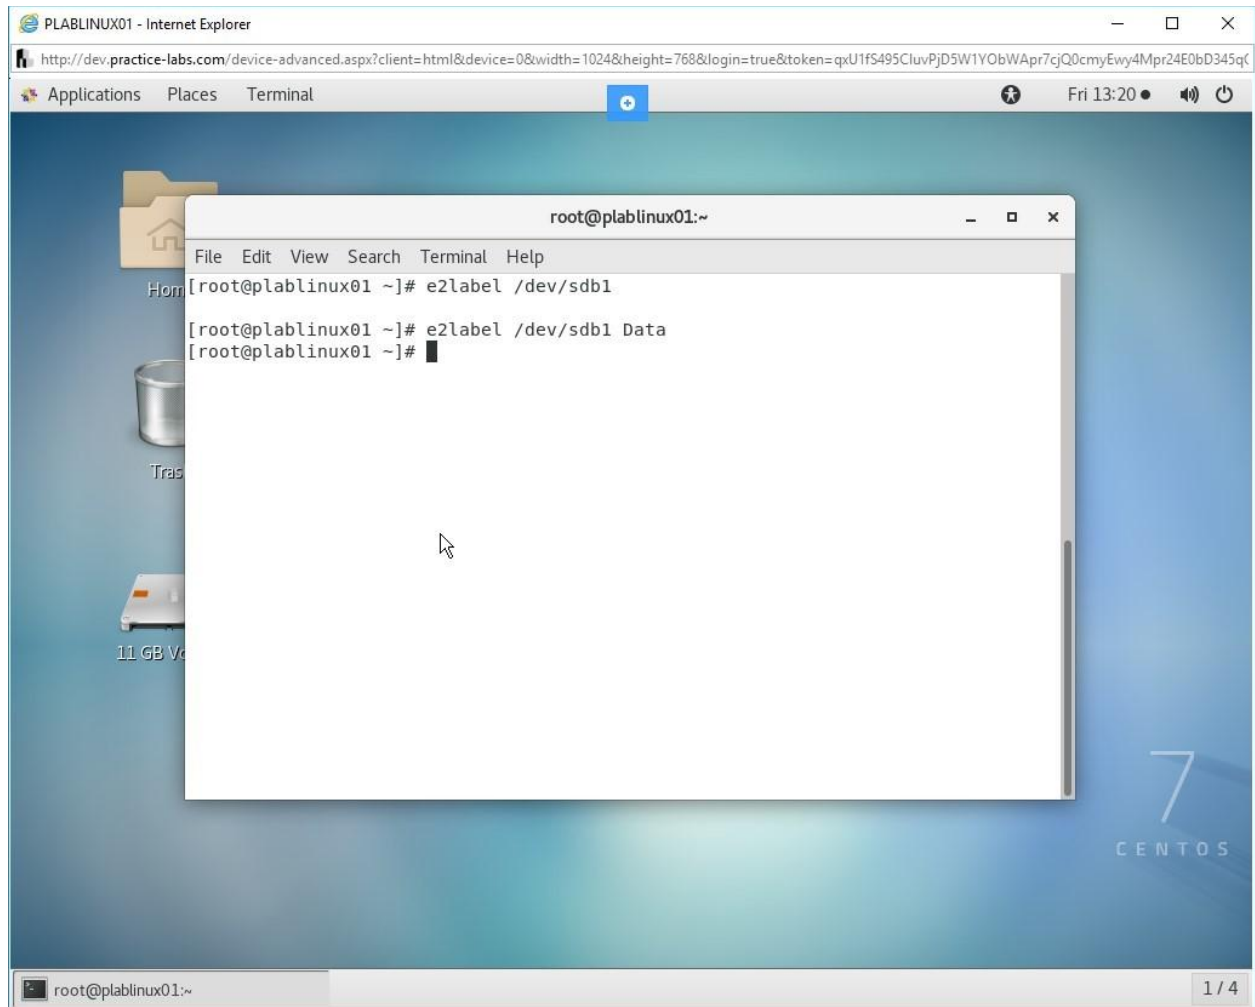 PLABLINUX01 - Internet Explorer
http://dev.practice-labs.com/device-advanced.aspx?client=html&device=0&width=1024&height=768&login=true&token=
Applications Places Terminal Fri 13:20
root@plablinux01:~
File Edit View Search Terminal Help
[root@plablinux01 ~]# e2label /dev/sdb1
[root@plablinux01 ~]# e2label /dev/sdb1 Data
[root@plablinux01 ~]#
Hom
Tras
11 GB Vo
7
CENTOS
root@plablinux01:~ 1 / 4